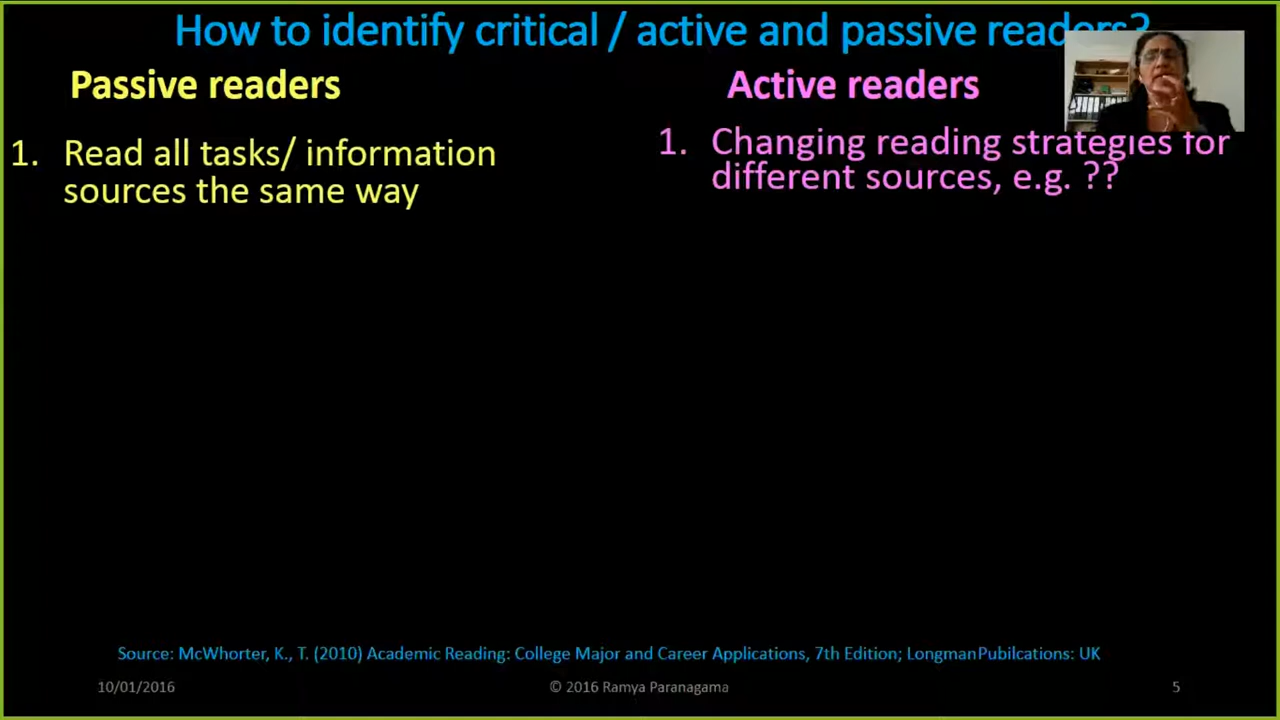 How to identify critical / active and passive readers?
Passive readers
1. Read all tasks/ information
sources the same way
Active readers
1. Changing reading strategies for
different sources, e.g. ??
Source: McWhorter, K., T. (2010) Academic Reading: College Major and Career Applications, 7th Edition; LongmanPubilcations: UK
10/01/2016
© 2016 Ramya Paranagama
5